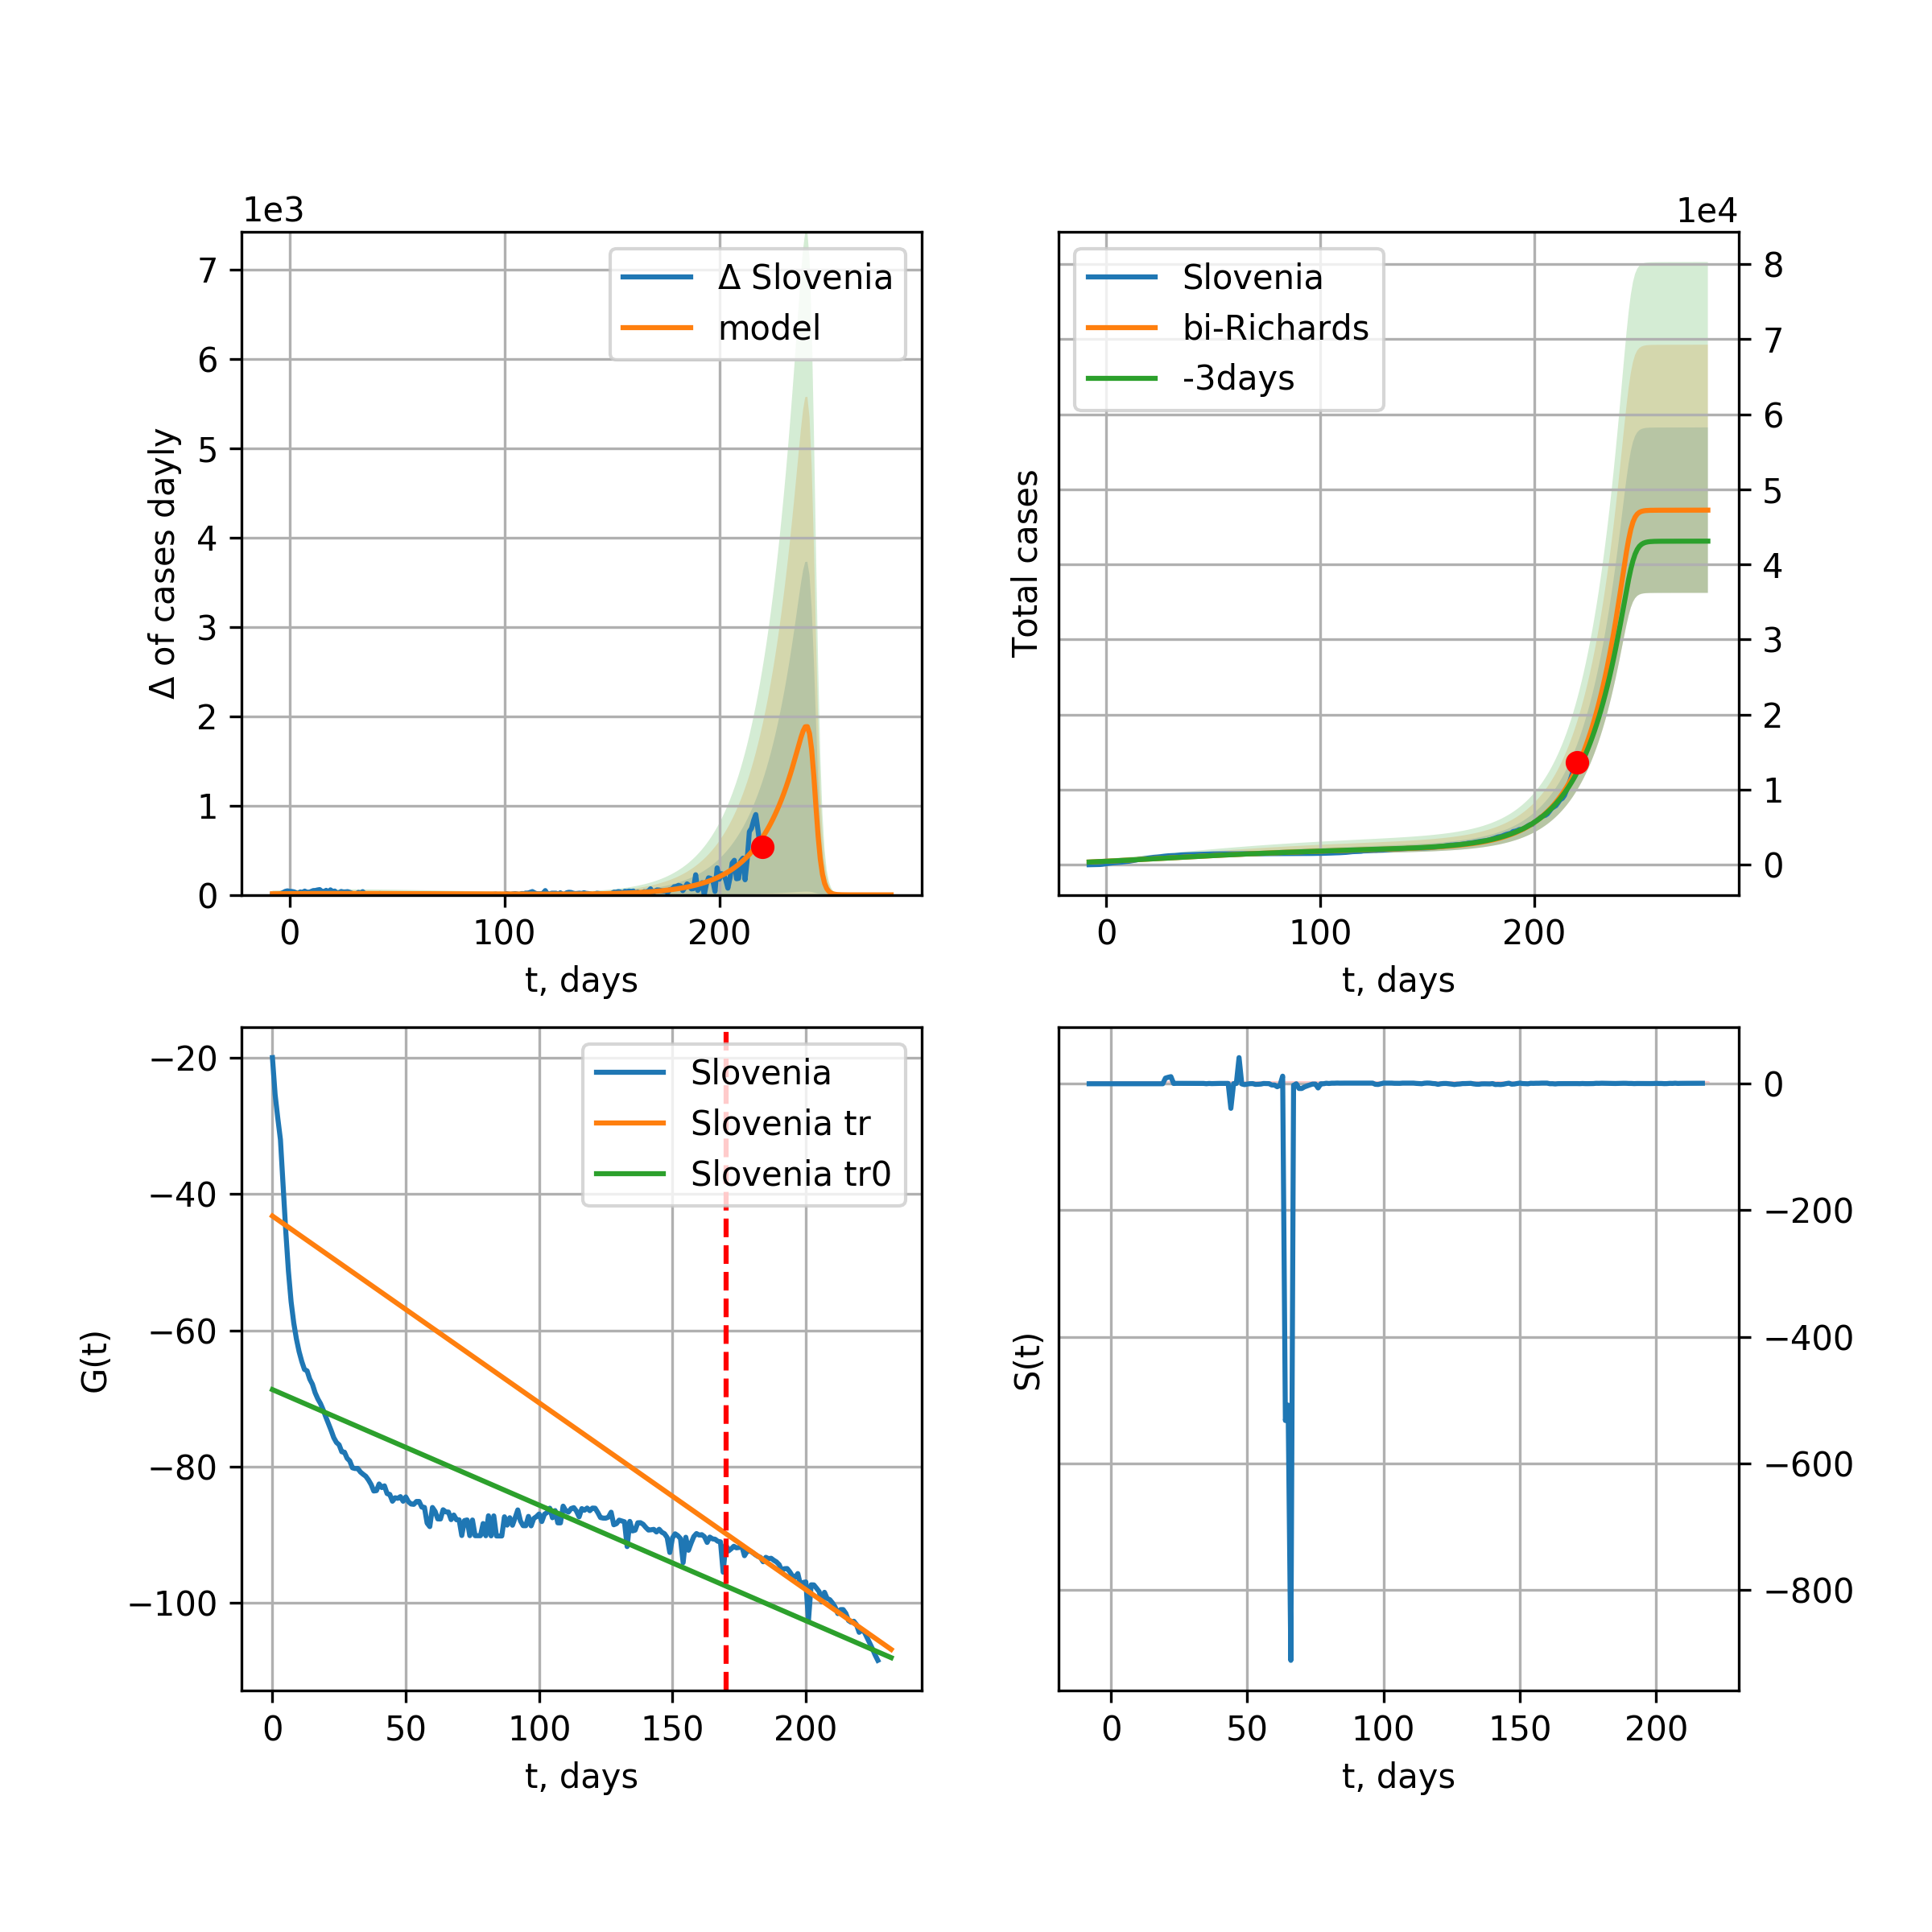 1e3
7
6
5
4
3
2
1
0
Δ of cases dayly
Δ Slovenia
model
0 100 200
t, days
1e4
8
7
6
5
4
3
2
1
0
Total cases
Slovenia
bi-Richards
-3days
0 100 200
t, days
−20
−40
−60
−80
−100
G(t)
Slovenia
Slovenia tr
Slovenia tr0
0 50 100 150 200
t, days
0
−200
−400
−600
−800
S(t)
0 50 100 150 200
t, days